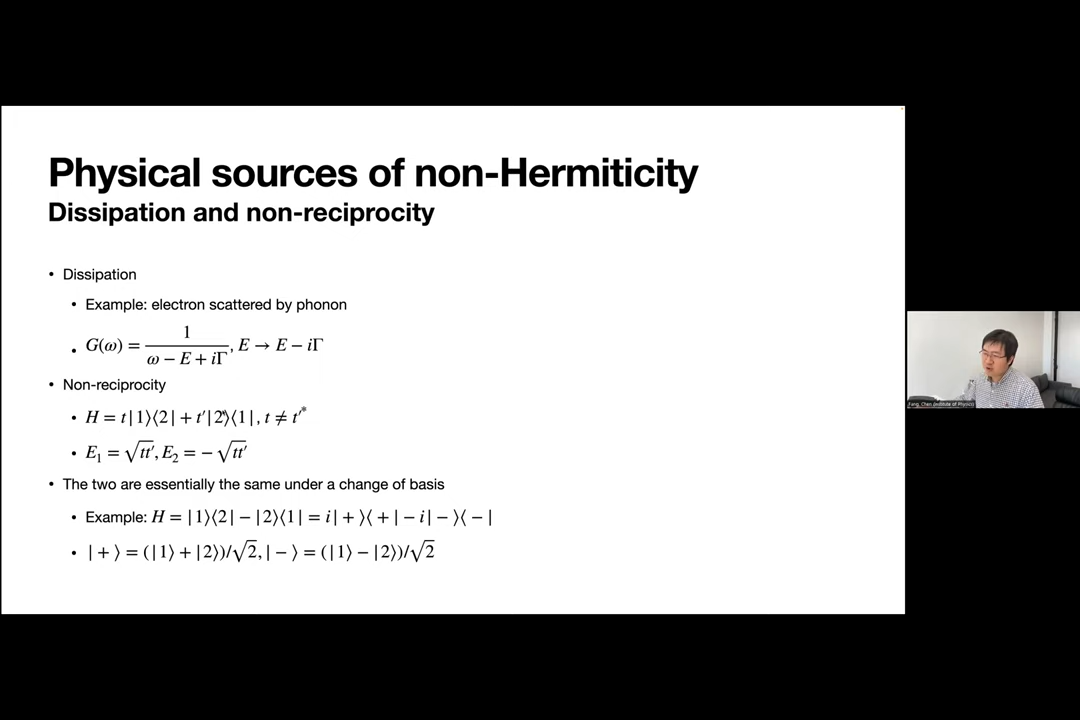 Physical sources of non-Hermiticity
Dissipation and non-reciprocity
• Dissipation
• Example: electron scattered by phonon
• G(ω) = 1/(ω − E + iΓ), E → E − iΓ
• Non-reciprocity
• H = t|1⟩⟨2| + t′|2⟩⟨1|, t ≠ t′*
• E₁ = √tt′, E₂ = − √tt′
• The two are essentially the same under a change of basis
• Example: H = |1⟩⟨2| − |2⟩⟨1| = i| + ⟩⟨ + | − i| − ⟩⟨ − |
• | + ⟩ = (|1⟩ + |2⟩)/√2, | − ⟩ = (|1⟩ − |2⟩)/√2
Fang, Chen (Institute of Physics)